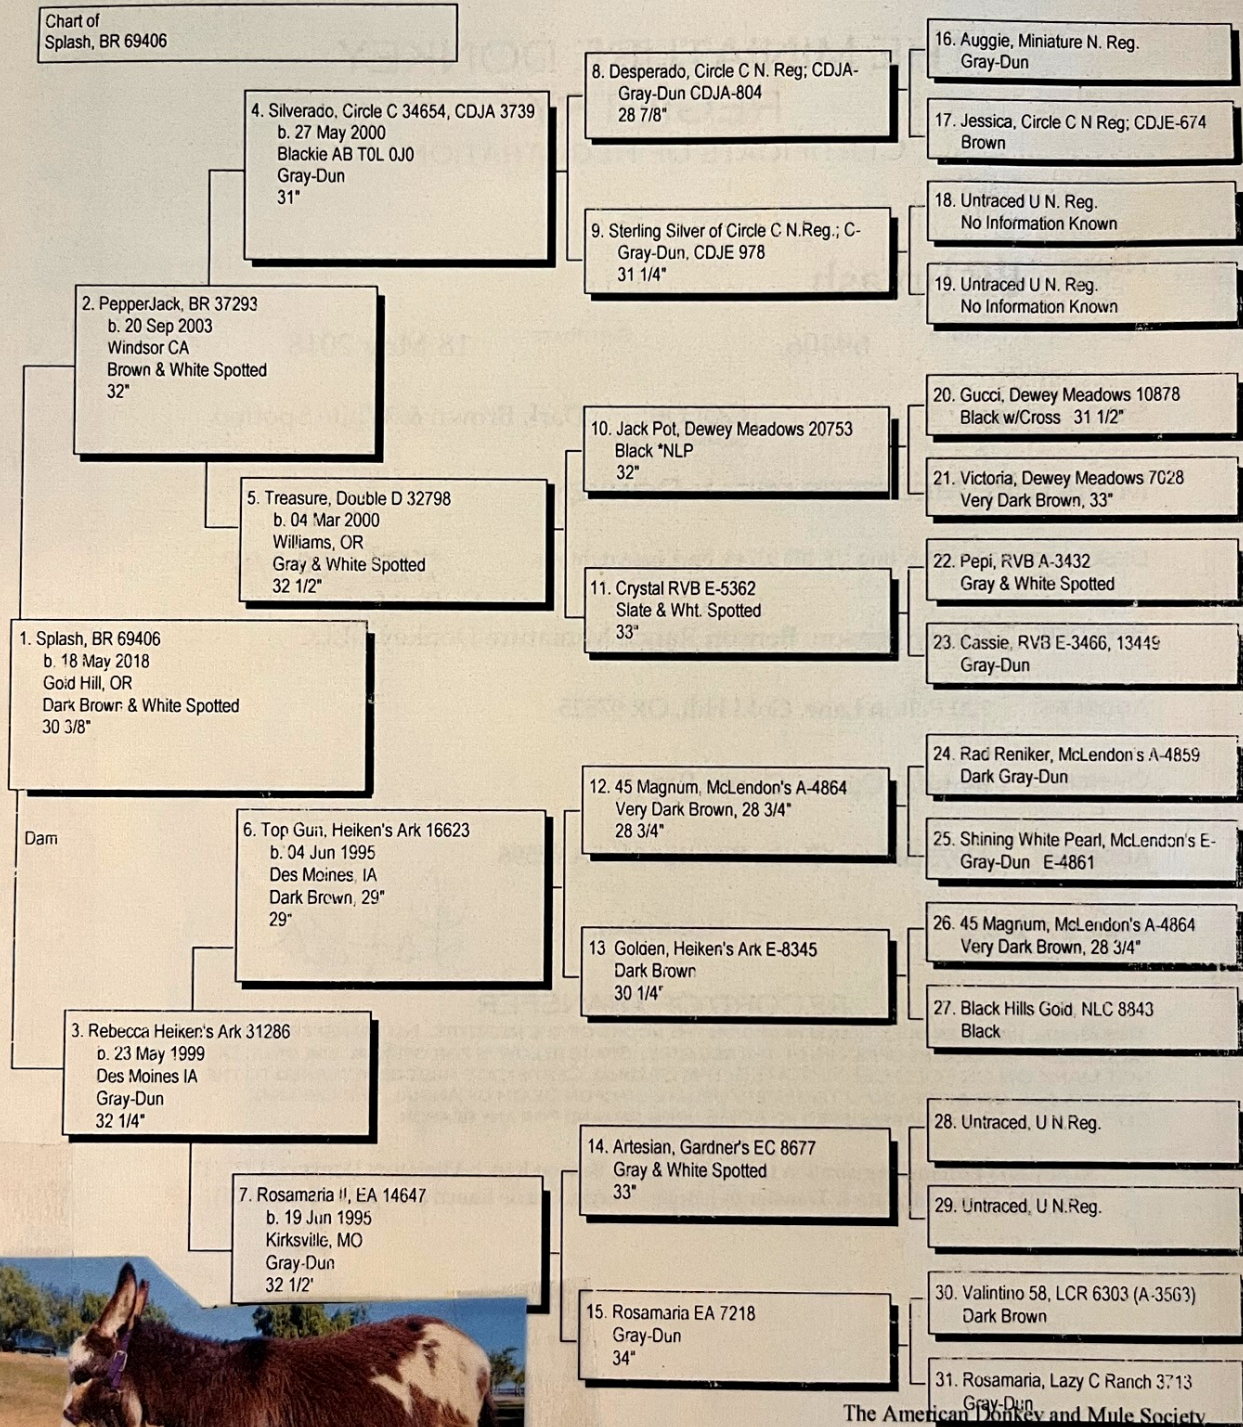 Chart of
Splash, BR 69406
1. Splash, BR 69406
b. 18 May 2018
Gold Hill, OR
Dark Brown & White Spotted
30 3/8"
Dam
2. PepperJack, BR 37293
b. 20 Sep 2003
Windsor CA
Brown & White Spotted
32"
3. Rebecca Heiken's Ark 31286
b. 23 May 1999
Des Moines IA
Gray-Dun
32 1/4"
4. Silverado, Circle C 34654, CDJA 3739
b. 27 May 2000
Blackie AB T0L 0J0
Gray-Dun
31"
5. Treasure, Double D 32798
b. 04 Mar 2000
Williams, OR
Gray & White Spotted
32 1/2"
6. Top Gun, Heiken's Ark 16623
b. 04 Jun 1995
Des Moines, IA
Dark Brown, 29"
29"
7. Rosamaria II, EA 14647
b. 19 Jun 1995
Kirksville, MO
Gray-Dun
32 1/2'
8. Desperado, Circle C N. Reg; CDJA-
Gray-Dun CDJA-804
28 7/8"
9. Sterling Silver of Circle C N.Reg.; C-
Gray-Dun, CDJE 978
31 1/4"
10. Jack Pot, Dewey Meadows 20753
Black *NLP
32"
11. Crystal RVB E-5362
Slate & Wht. Spotted
33"
12. 45 Magnum, McLendon's A-4864
Very Dark Brown, 28 3/4"
28 3/4"
13 Golden, Heiken's Ark E-8345
Dark Brown
30 1/4"
14. Artesian, Gardner's EC 8677
Gray & White Spotted
33"
15. Rosamaria EA 7218
Gray-Dun
34"
16. Auggie, Miniature N. Reg.
Gray-Dun
17. Jessica, Circle C N Reg; CDJE-674
Brown
18. Untraced U N. Reg.
No Information Known
19. Untraced U N. Reg.
No Information Known
20. Gucci, Dewey Meadows 10878
Black w/Cross 31 1/2"
21. Victoria, Dewey Meadows 7028
Very Dark Brown, 33"
22. Pepi, RVB A-3432
Gray & White Spotted
23. Cassie, RVB E-3466, 13449
Gray-Dun
24. Rad Reniker, McLendon's A-4859
Dark Gray-Dun
25. Shining White Pearl, McLendon's E-
Gray-Dun E-4861
26. 45 Magnum, McLendon's A-4864
Very Dark Brown, 28 3/4"
27. Black Hills Gold, NLC 8843
Black
28. Untraced, U N.Reg.
29. Untraced, U N.Reg.
30. Valintino 58, LCR 6303 (A-3563)
Dark Brown
31. Rosamaria, Lazy C Ranch 3713
Gray-Dun
The American Donkey and Mule Society